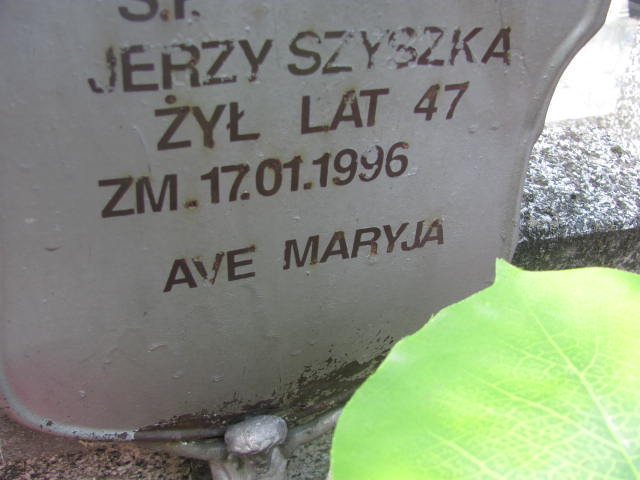 Ś.P.
JERZY SZYSZKA
ŻYŁ LAT 47
ZM. 17.01.1996
AVE MARYJA